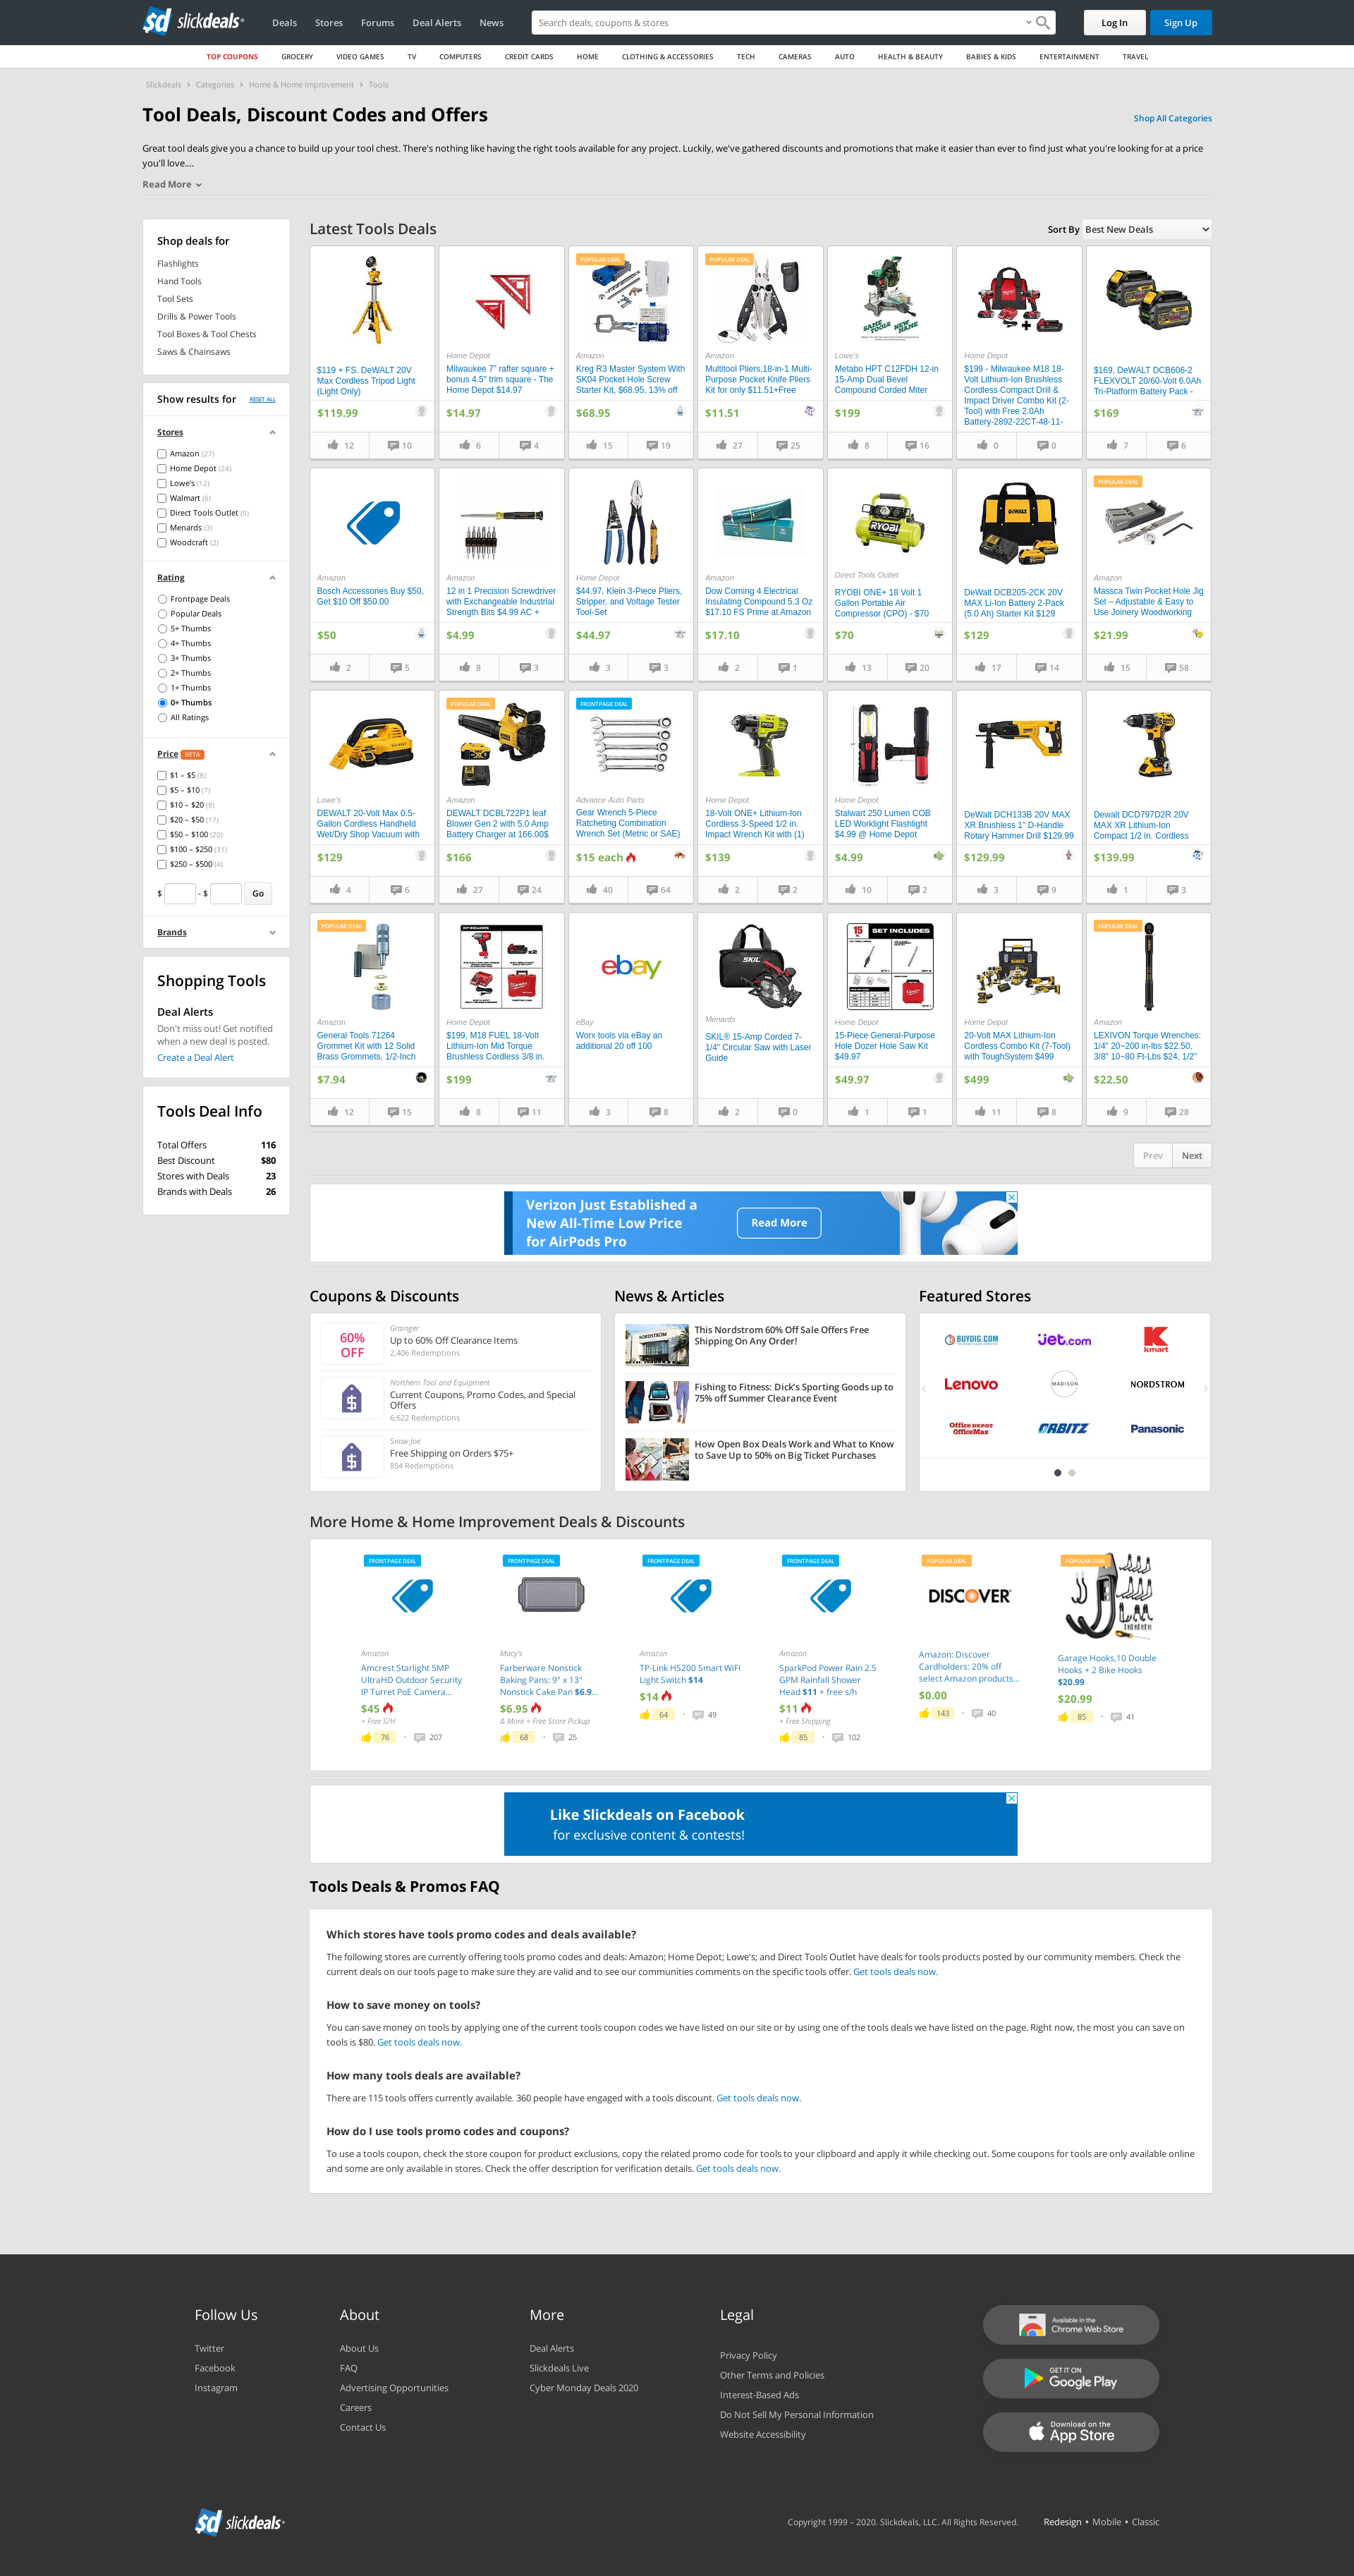 slickdeals
Deals Stores Forums Deal Alerts News
Search deals, coupons & stores
Log In
Sign Up
TOP COUPONS GROCERY VIDEO GAMES TV COMPUTERS CREDIT CARDS HOME CLOTHING & ACCESSORIES TECH CAMERAS AUTO HEALTH & BEAUTY BABIES & KIDS ENTERTAINMENT TRAVEL
Slickdeals › Categories › Home & Home Improvement › Tools
Tool Deals, Discount Codes and Offers
Shop All Categories
Great tool deals give you a chance to build up your tool chest. There's nothing like having the right tools available for any project. Luckily, we've gathered discounts and promotions that make it easier than ever to find just what you're looking for at a price
you'll love....
Read More
Shop deals for
Flashlights
Hand Tools
Tool Sets
Drills & Power Tools
Tool Boxes & Tool Chests
Saws & Chainsaws
Show results for
RESET ALL
Stores
Amazon (27)
Home Depot (24)
Lowe's (12)
Walmart (6)
Direct Tools Outlet (5)
Menards (3)
Woodcraft (2)
Rating
Frontpage Deals
Popular Deals
5+ Thumbs
4+ Thumbs
3+ Thumbs
2+ Thumbs
1+ Thumbs
0+ Thumbs
All Ratings
Price BETA
$1 – $5 (8)
$5 – $10 (7)
$10 – $20 (9)
$20 – $50 (17)
$50 – $100 (20)
$100 – $250 (31)
$250 – $500 (4)
$ - $ Go
Brands
Shopping Tools
Deal Alerts
Don't miss out! Get notified
when a new deal is posted.
Create a Deal Alert
Tools Deal Info
Total Offers 116
Best Discount $80
Stores with Deals 23
Brands with Deals 26
Latest Tools Deals
Sort By Best New Deals
$119 + FS. DeWALT 20V
Max Cordless Tripod Light
(Light Only)
$119.99
12 10
Home Depot
Milwaukee 7" rafter square +
bonus 4.5" trim square - The
Home Depot $14.97
$14.97
6 4
POPULAR DEAL
Amazon
Kreg R3 Master System With
SK04 Pocket Hole Screw
Starter Kit, $68.95, 13% off
$68.95
15 19
POPULAR DEAL
Amazon
Multitool Pliers,18-in-1 Multi-
Purpose Pocket Knife Pliers
Kit for only $11.51+Free
$11.51
27 25
SAME TOOLS NEW NAME
Lowe's
Metabo HPT C12FDH 12-in
15-Amp Dual Bevel
Compound Corded Miter
$199
8 16
Home Depot
$199 - Milwaukee M18 18-
Volt Lithium-Ion Brushless
Cordless Compact Drill &
Impact Driver Combo Kit (2-
Tool) with Free 2.0Ah
Battery-2892-22CT-48-11-
0 0
$169, DeWALT DCB606-2
FLEXVOLT 20/60-Volt 6.0Ah
Tri-Platform Battery Pack -
$169
7 6
Amazon
Bosch Accessories Buy $50,
Get $10 Off $50.00
$50
2 5
Amazon
12 in 1 Precision Screwdriver
with Exchangeable Industrial
Strength Bits $4.99 AC +
$4.99
8 3
Home Depot
$44.97, Klein 3-Piece Pliers,
Stripper, and Voltage Tester
Tool-Set
$44.97
3 3
Amazon
Dow Corning 4 Electrical
Insulating Compound 5.3 Oz
$17.10 FS Prime at Amazon
$17.10
2 1
RYOBI
Direct Tools Outlet
RYOBI ONE+ 18 Volt 1
Gallon Portable Air
Compressor (CPO) - $70
$70
13 20
DEWALT
DeWalt DCB205-2CK 20V
MAX Li-Ion Battery 2-Pack
(5.0 Ah) Starter Kit $129
$129
17 14
POPULAR DEAL
Amazon
Massca Twin Pocket Hole Jig
Set – Adjustable & Easy to
Use Joinery Woodworking
$21.99
15 58
Lowe's
DEWALT 20-Volt Max 0.5-
Gallon Cordless Handheld
Wet/Dry Shop Vacuum with
$129
4 6
POPULAR DEAL
Amazon
DEWALT DCBL722P1 leaf
Blower Gen 2 with 5.0 Amp
Battery Charger at 166.00$
$166
27 24
FRONTPAGE DEAL
Advance Auto Parts
Gear Wrench 5-Piece
Ratcheting Combination
Wrench Set (Metric or SAE)
$15 each
40 64
Home Depot
18-Volt ONE+ Lithium-Ion
Cordless 3-Speed 1/2 in.
Impact Wrench Kit with (1)
$139
2 2
Home Depot
Stalwart 250 Lumen COB
LED Worklight Flashlight
$4.99 @ Home Depot
$4.99
10 2
DeWalt DCH133B 20V MAX
XR Brushless 1" D-Handle
Rotary Hammer Drill $129.99
$129.99
3 9
Dewalt DCD797D2R 20V
MAX XR Lithium-Ion
Compact 1/2 in. Cordless
$139.99
1 3
POPULAR DEAL
Amazon
General Tools 71264
Grommet Kit with 12 Solid
Brass Grommets, 1/2-Inch
$7.94
12 15
KIT INCLUDES
x2
Home Depot
$199, M18 FUEL 18-Volt
Lithium-Ion Mid Torque
Brushless Cordless 3/8 in.
$199
8 11
ebay
eBay
Worx tools via eBay an
additional 20 off 100
3 8
SKIL
Menards
SKIL® 15-Amp Corded 7-
1/4" Circular Saw with Laser
Guide
2 0
15 SET INCLUDES
Home Depot
15-Piece General-Purpose
Hole Dozer Hole Saw Kit
$49.97
$49.97
1 1
Home Depot
20-Volt MAX Lithium-Ion
Cordless Combo Kit (7-Tool)
with ToughSystem $499
$499
11 8
POPULAR DEAL
Amazon
LEXIVON Torque Wrenches:
1/4" 20~200 in-lbs $22.50,
3/8" 10~80 Ft-Lbs $24, 1/2"
$22.50
9 28
Prev Next
Verizon Just Established a
New All-Time Low Price
for AirPods Pro
Read More
Coupons & Discounts
60%
OFF
Grainger
Up to 60% Off Clearance Items
2,406 Redemptions
Northern Tool and Equipment
Current Coupons, Promo Codes, and Special
Offers
6,622 Redemptions
Snow Joe
Free Shipping on Orders $75+
854 Redemptions
News & Articles
NORDSTROM
This Nordstrom 60% Off Sale Offers Free
Shipping On Any Order!
Fishing to Fitness: Dick's Sporting Goods up to
75% off Summer Clearance Event
How Open Box Deals Work and What to Know
to Save Up to 50% on Big Ticket Purchases
Featured Stores
BUYDIG.COM jet.com Kmart
Lenovo MADISON NORDSTROM
Office DEPOT OfficeMax ORBITZ Panasonic
More Home & Home Improvement Deals & Discounts
FRONTPAGE DEAL
Amazon
Amcrest Starlight 5MP
UltraHD Outdoor Security
IP Turret PoE Camera...
$45
+ Free S/H
76 · 207
FRONTPAGE DEAL
Macy's
Farberware Nonstick
Baking Pans: 9" x 13"
Nonstick Cake Pan $6.9...
$6.95
& More + Free Store Pickup
68 · 25
FRONTPAGE DEAL
Amazon
TP-Link HS200 Smart WiFi
Light Switch $14
$14
64 · 49
FRONTPAGE DEAL
Amazon
SparkPod Power Rain 2.5
GPM Rainfall Shower
Head $11 + free s/h
$11
+ Free Shipping
85 · 102
POPULAR DEAL
DISCOVER
Amazon: Discover
Cardholders: 20% off
select Amazon products...
$0.00
143 · 40
POPULAR DEAL
Garage Hooks,10 Double
Hooks + 2 Bike Hooks
$20.99
$20.99
85 · 41
Like Slickdeals on Facebook
for exclusive content & contests!
Tools Deals & Promos FAQ
Which stores have tools promo codes and deals available?
The following stores are currently offering tools promo codes and deals: Amazon; Home Depot; Lowe's; and Direct Tools Outlet have deals for tools products posted by our community members. Check the
current deals on our tools page to make sure they are valid and to see our communities comments on the specific tools offer. Get tools deals now.
How to save money on tools?
You can save money on tools by applying one of the current tools coupon codes we have listed on our site or by using one of the tools deals we have listed on the page. Right now, the most you can save on
tools is $80. Get tools deals now.
How many tools deals are available?
There are 115 tools offers currently available. 360 people have engaged with a tools discount. Get tools deals now.
How do I use tools promo codes and coupons?
To use a tools coupon, check the store coupon for product exclusions, copy the related promo code for tools to your clipboard and apply it while checking out. Some coupons for tools are only available online
and some are only available in stores. Check the offer description for verification details. Get tools deals now.
Follow Us
Twitter
Facebook
Instagram
About
About Us
FAQ
Advertising Opportunities
Careers
Contact Us
More
Deal Alerts
Slickdeals Live
Cyber Monday Deals 2020
Legal
Privacy Policy
Other Terms and Policies
Interest-Based Ads
Do Not Sell My Personal Information
Website Accessibility
Available in the
Chrome Web Store
GET IT ON
Google Play
Download on the
App Store
slickdeals
Copyright 1999 – 2020. Slickdeals, LLC. All Rights Reserved.
Redesign • Mobile • Classic